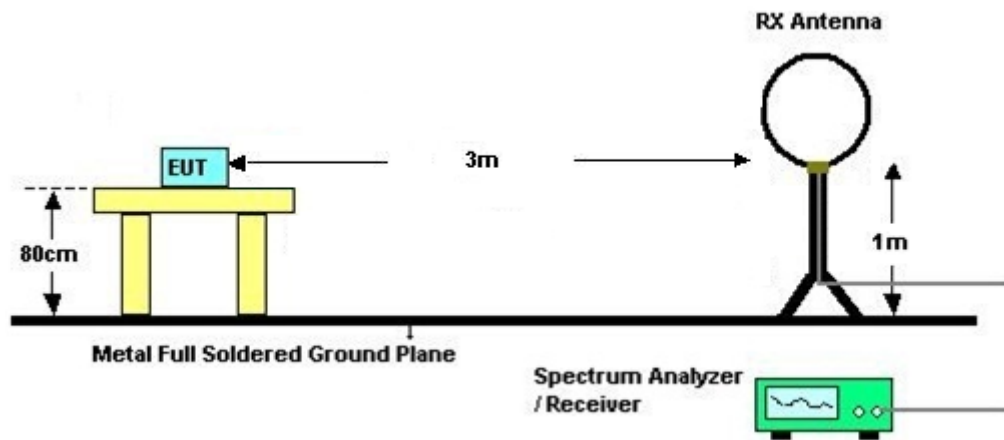 RX Antenna
EUT
3m
80cm
1m
Metal Full Soldered Ground Plane
Spectrum Analyzer
/ Receiver